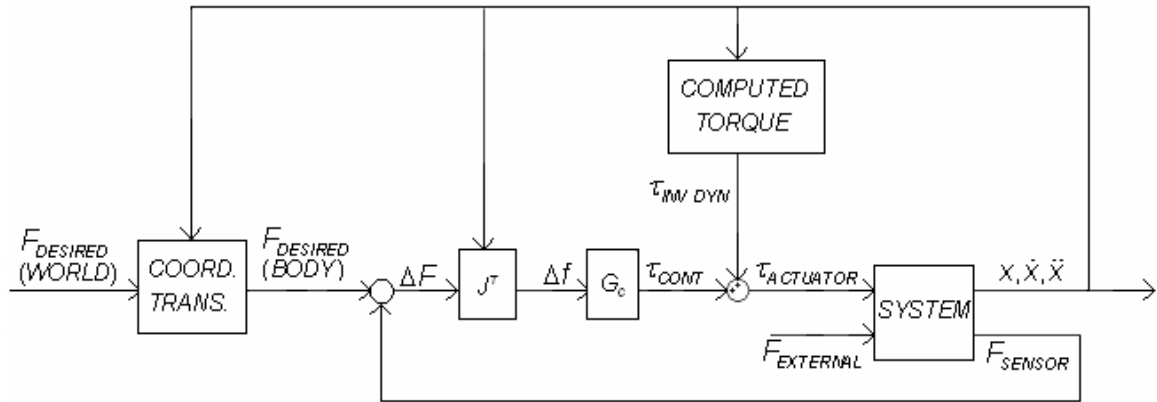 COMPUTED
TORQUE
τINV DYN
FDESIRED
(WORLD)
COORD.
TRANS.
FDESIRED
(BODY)
ΔF
Jᵀ
Δf
Gc
τCONT
+
τACTUATOR
SYSTEM
x, ẋ, ẍ
FEXTERNAL
FSENSOR